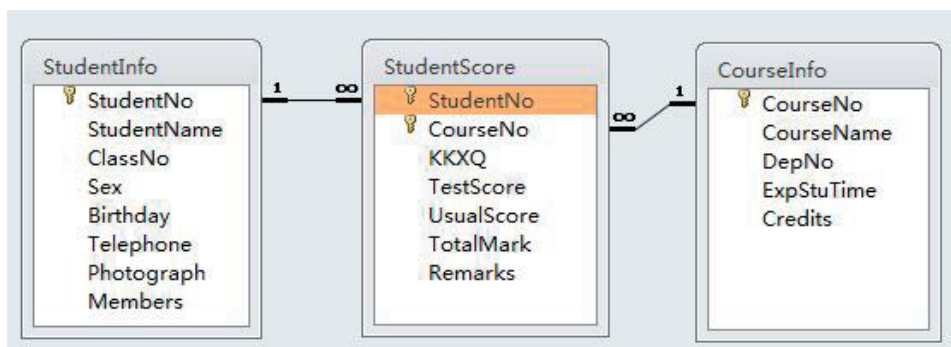 StudentInfo
StudentNo
StudentName
ClassNo
Sex
Birthday
Telephone
Photograph
Members
1
∞
StudentScore
StudentNo
CourseNo
KKXQ
TestScore
UsualScore
TotalMark
Remarks
∞
1
CourseInfo
CourseNo
CourseName
DepNo
ExpStuTime
Credits